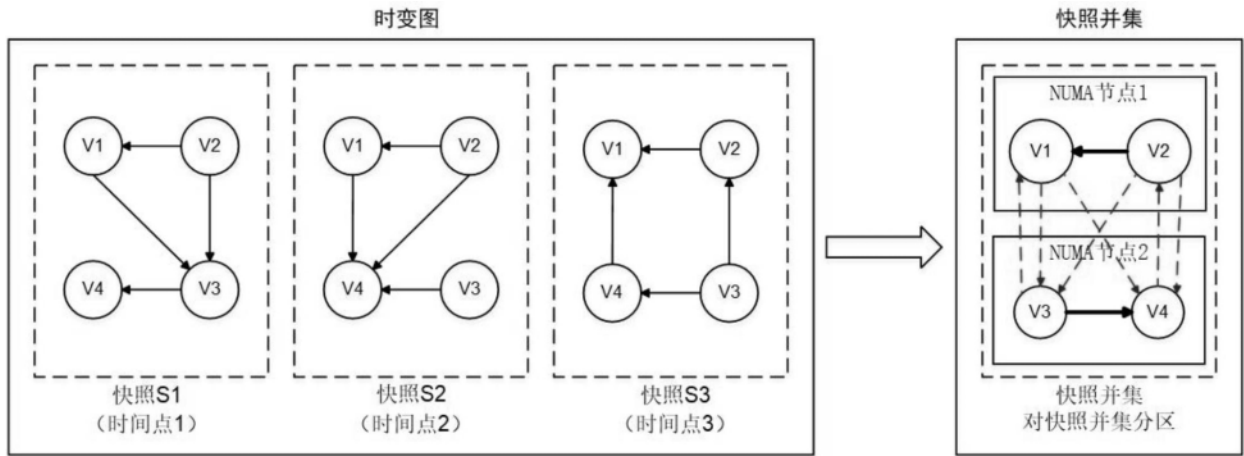 时变图
快照并集
V1
V2
V4
V3
V1
V2
V4
V3
V1
V2
V4
V3
NUMA节点1
V1
V2
NUMA节点2
V3
V4
快照S1
（时间点1）
快照S2
（时间点2）
快照S3
（时间点3）
快照并集
对快照并集分区